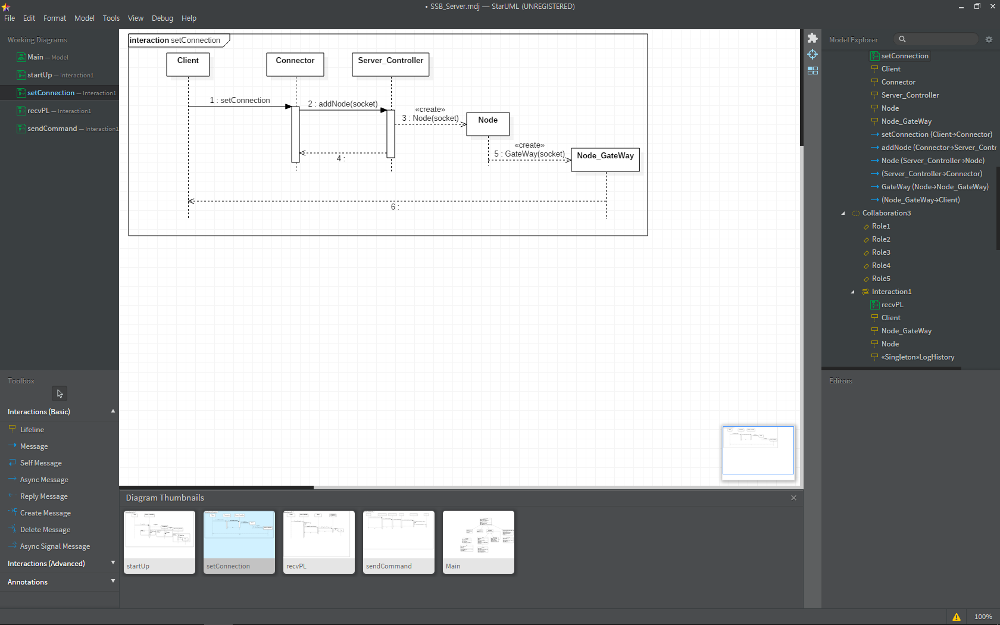 • SSB_Server.mdj — StarUML (UNREGISTERED)
File Edit Format Model Tools View Debug Help
Working Diagrams
Main — Model
startUp — Interaction1
setConnection — Interaction1
recvPL — Interaction1
sendCommand — Interaction1
Toolbox
Interactions (Basic)
Lifeline
Message
Self Message
Async Message
Reply Message
Create Message
Delete Message
Async Signal Message
Interactions (Advanced)
Annotations
interaction setConnection
Client
Connector
Server_Controller
1 : setConnection
2 : addNode(socket)
«create»
3 : Node(socket)
Node
«create»
5 : GateWay(socket)
Node_GateWay
4 :
6 :
Diagram Thumbnails
startUp
setConnection
recvPL
sendCommand
Main
Model Explorer
setConnection
Client
Connector
Server_Controller
Node
Node_GateWay
setConnection (Client→Connector)
addNode (Connector→Server_Contr
Node (Server_Controller→Node)
(Server_Controller→Connector)
GateWay (Node→Node_GateWay)
(Node_GateWay→Client)
Collaboration3
Role1
Role2
Role3
Role4
Role5
Interaction1
recvPL
Client
Node_GateWay
Node
«Singleton»LogHistory
Editors
100%